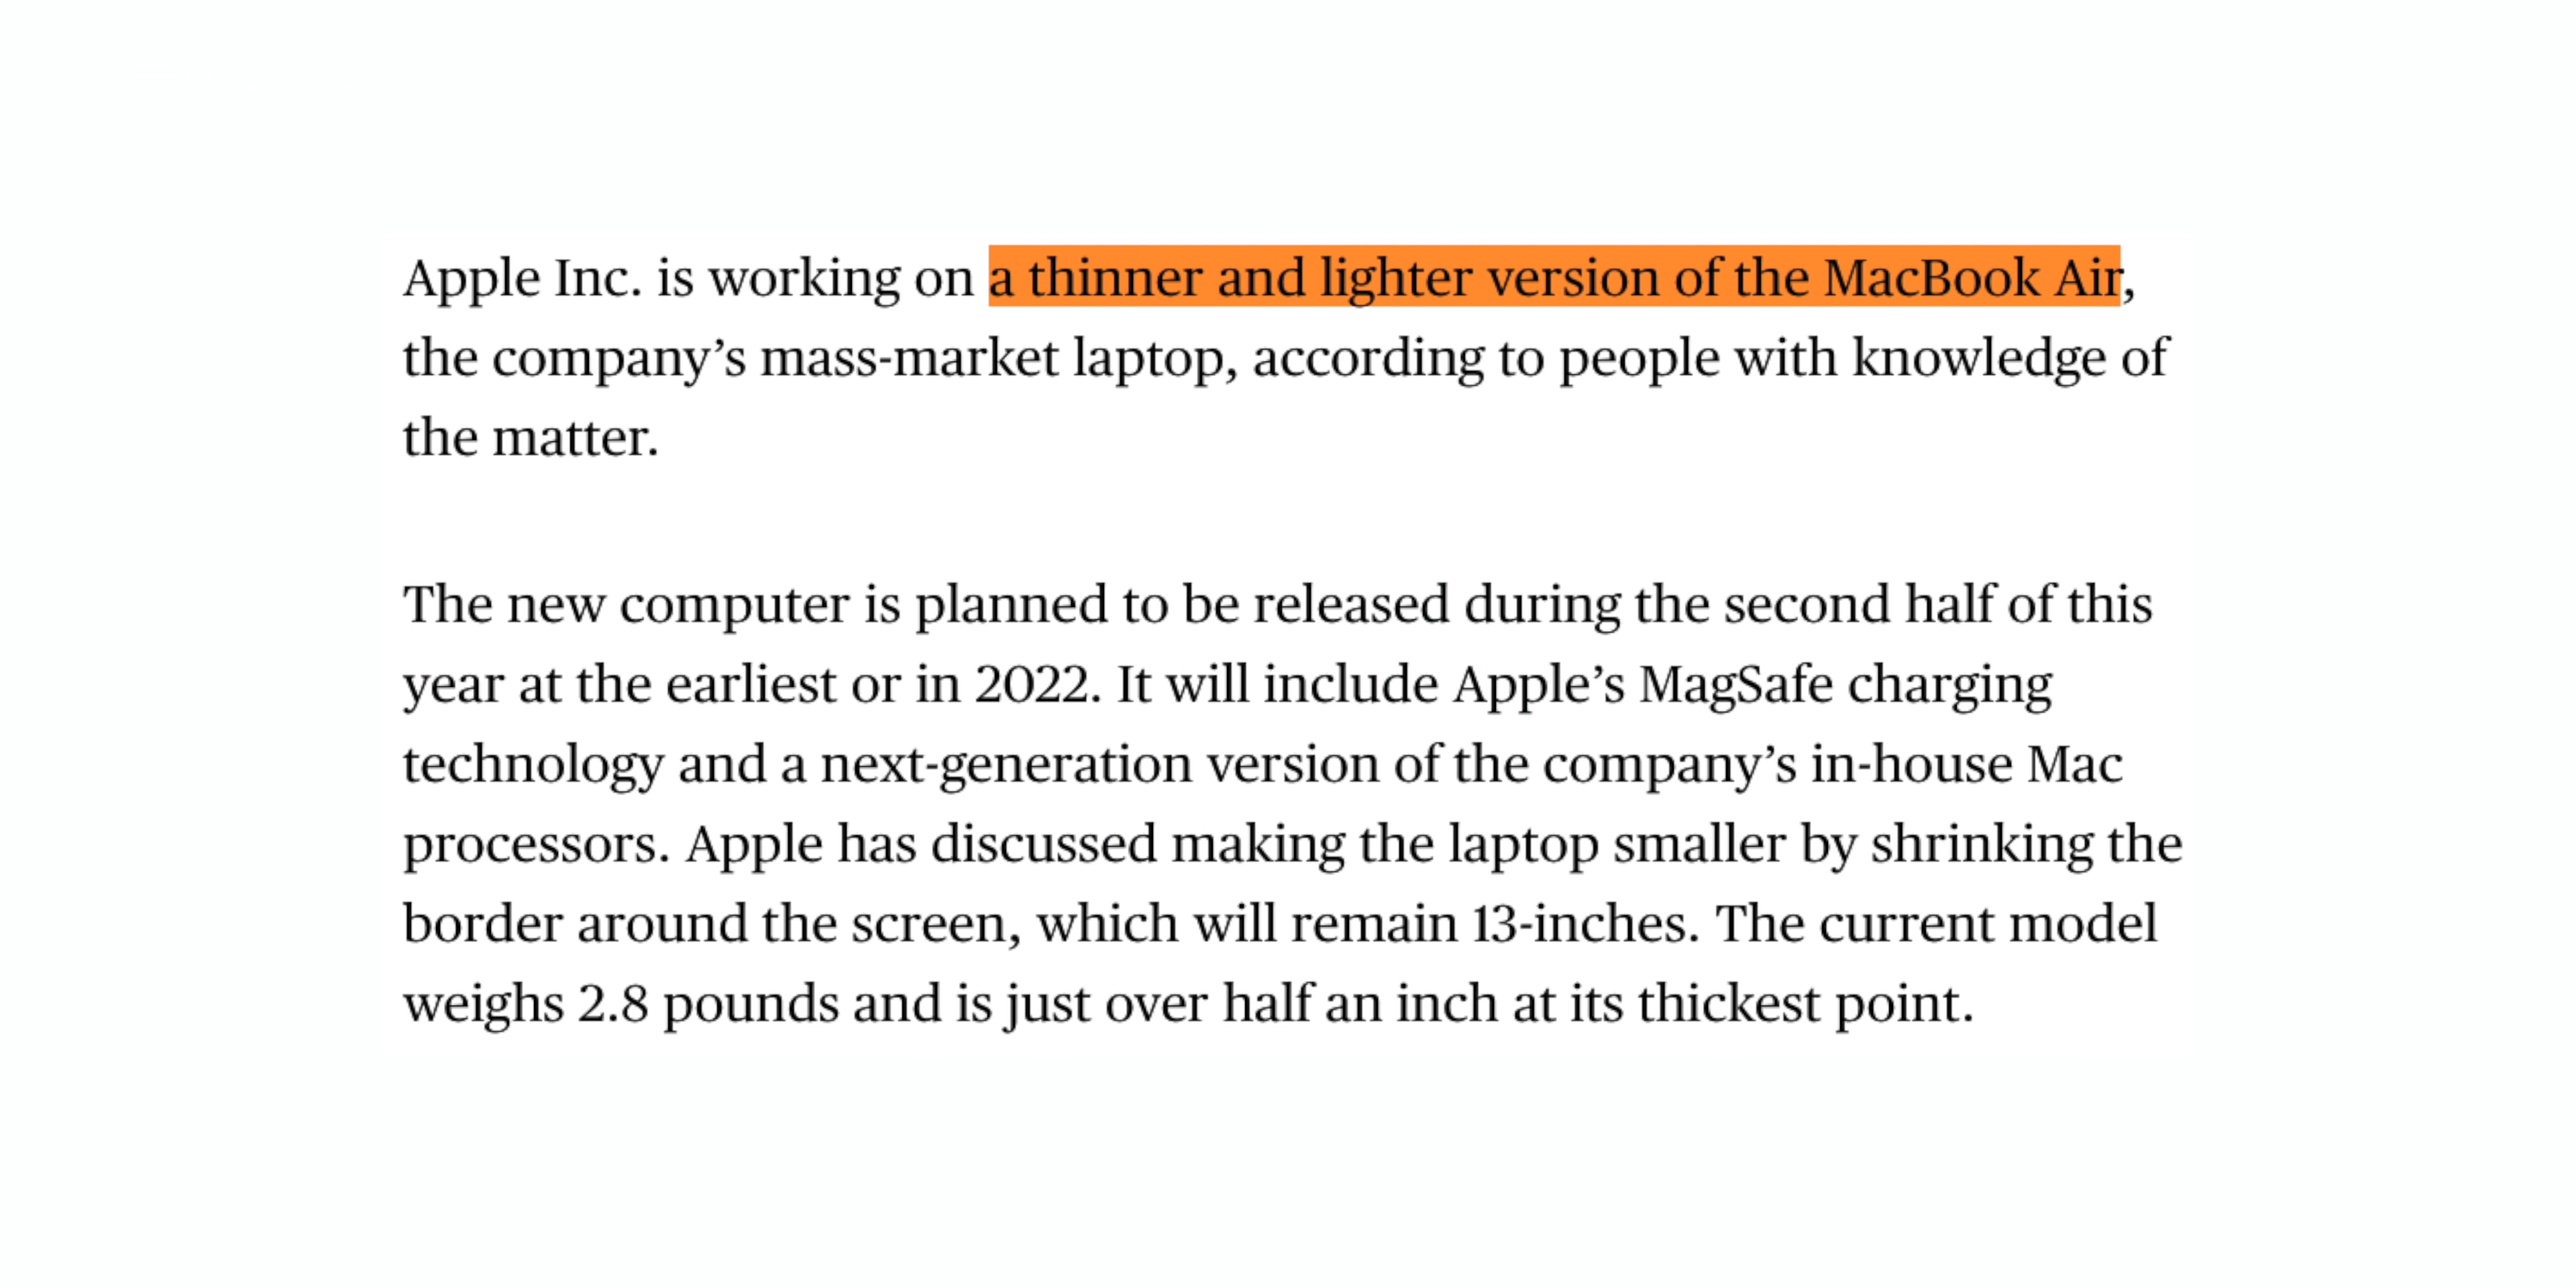 Apple Inc. is working on a thinner and lighter version of the MacBook Air,
the company’s mass-market laptop, according to people with knowledge of
the matter.
The new computer is planned to be released during the second half of this
year at the earliest or in 2022. It will include Apple’s MagSafe charging
technology and a next-generation version of the company’s in-house Mac
processors. Apple has discussed making the laptop smaller by shrinking the
border around the screen, which will remain 13-inches. The current model
weighs 2.8 pounds and is just over half an inch at its thickest point.